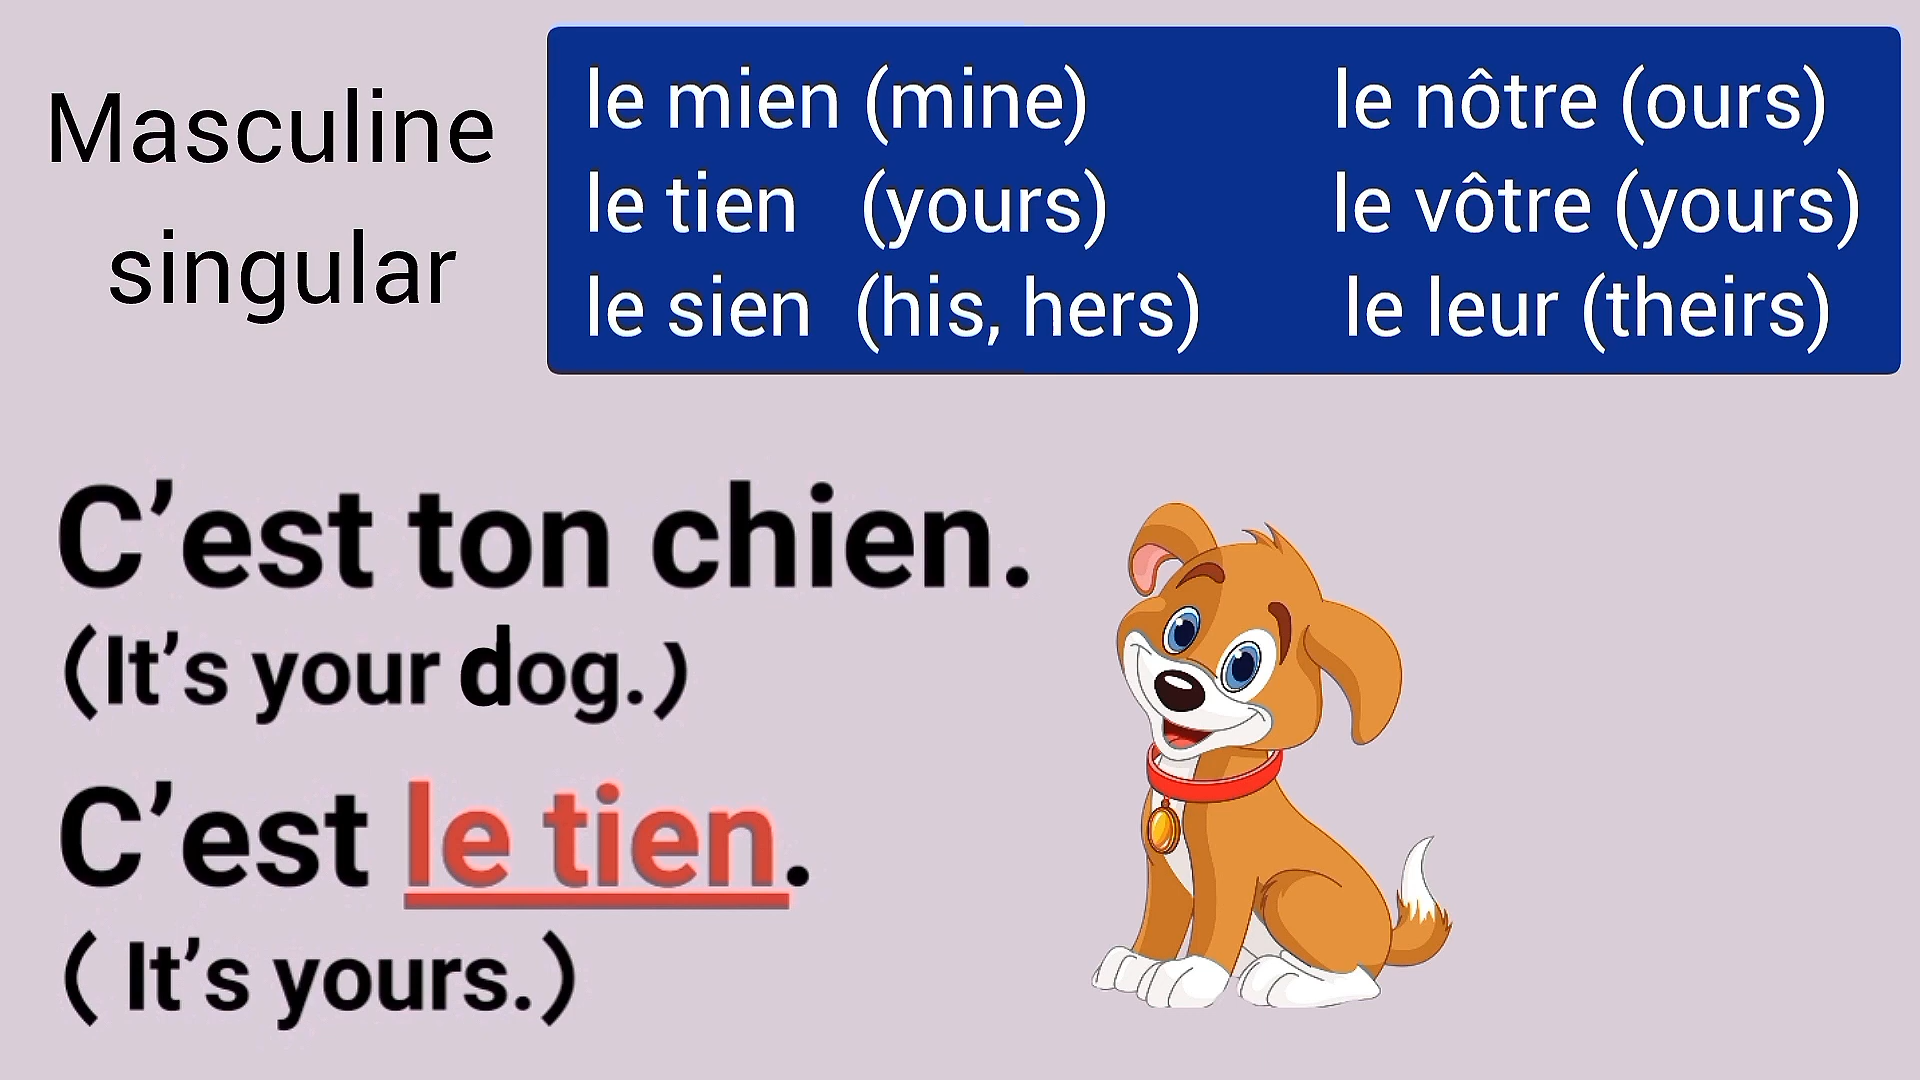 Masculine
singular
le mien (mine)
le tien (yours)
le sien (his, hers)
le nôtre (ours)
le vôtre (yours)
le leur (theirs)
C’est ton chien.
(It’s your dog.)
C’est le tien.
( It’s yours.)